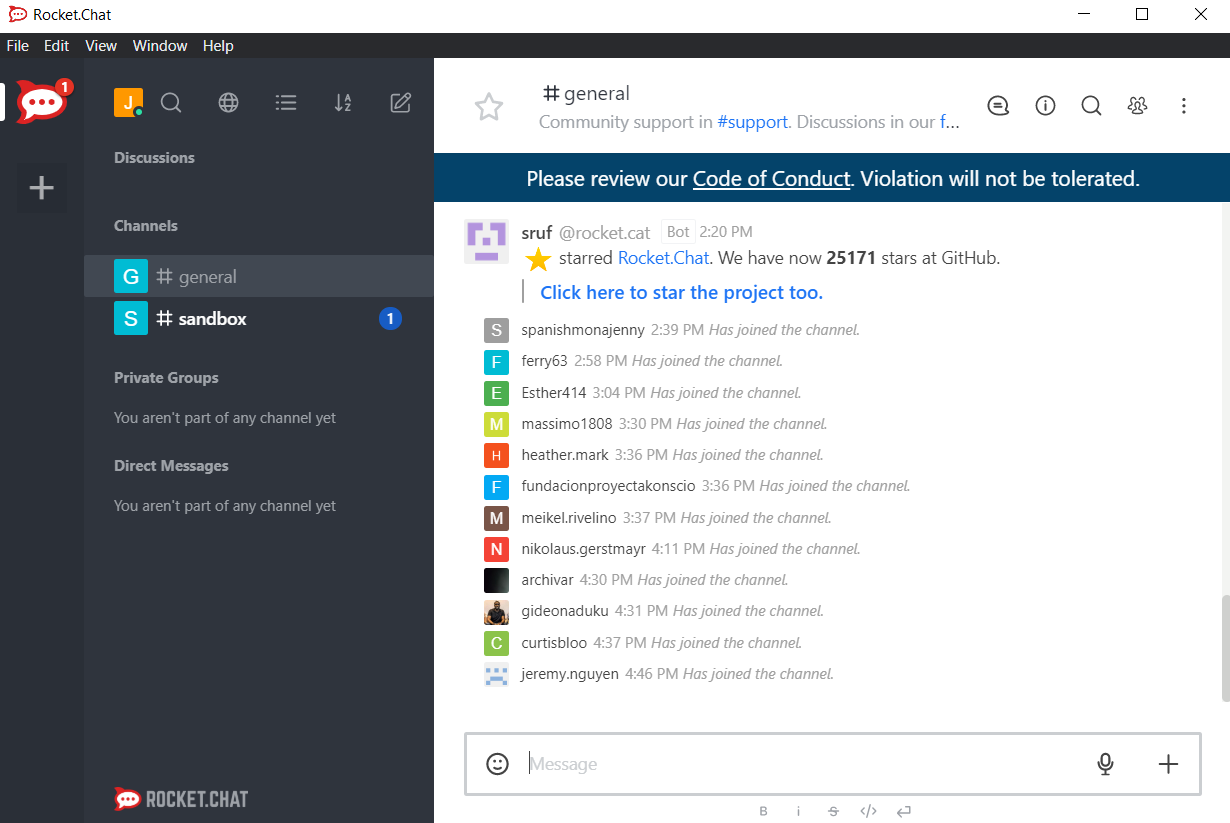 Rocket.Chat
File Edit View Window Help
1
J
Discussions
Channels
G # general
S # sandbox 1
Private Groups
You aren't part of any channel yet
Direct Messages
You aren't part of any channel yet
ROCKET.CHAT
# general
Community support in #support. Discussions in our f...
Please review our Code of Conduct. Violation will not be tolerated.
sruf @rocket.cat Bot 2:20 PM
starred Rocket.Chat. We have now 25171 stars at GitHub.
Click here to star the project too.
S spanishmonajenny 2:39 PM Has joined the channel.
F ferry63 2:58 PM Has joined the channel.
E Esther414 3:04 PM Has joined the channel.
M massimo1808 3:30 PM Has joined the channel.
H heather.mark 3:36 PM Has joined the channel.
F fundacionproyectakonscio 3:36 PM Has joined the channel.
M meikel.rivelino 3:37 PM Has joined the channel.
N nikolaus.gerstmayr 4:11 PM Has joined the channel.
archivar 4:30 PM Has joined the channel.
gideonaduku 4:31 PM Has joined the channel.
C curtisbloo 4:37 PM Has joined the channel.
jeremy.nguyen 4:46 PM Has joined the channel.
Message
B i S </>